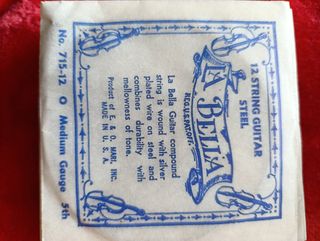 12 STRING GUITAR
STEEL
LA BELLA
REG.U.S.PAT.OFF.
La Bella Guitar compound
string is wound with silver
plated wire on steel and
combines durability with
mellowness of tone.
Product of E. & O. MARI, INC.
MADE IN U. S. A.
No. 715-12 O Medium Gauge 5th